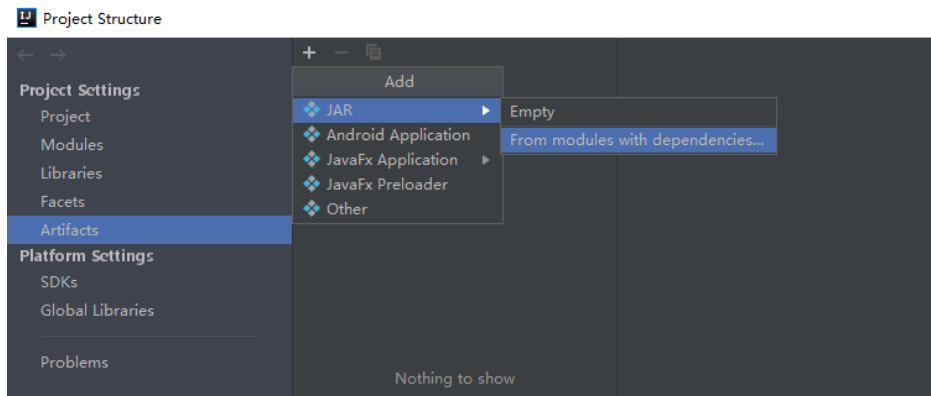 IJ Project Structure
Project Settings
Project
Modules
Libraries
Facets
Artifacts
Platform Settings
SDKs
Global Libraries
Problems
Add
JAR
Android Application
JavaFx Application
JavaFx Preloader
Other
Empty
From modules with dependencies...
Nothing to show